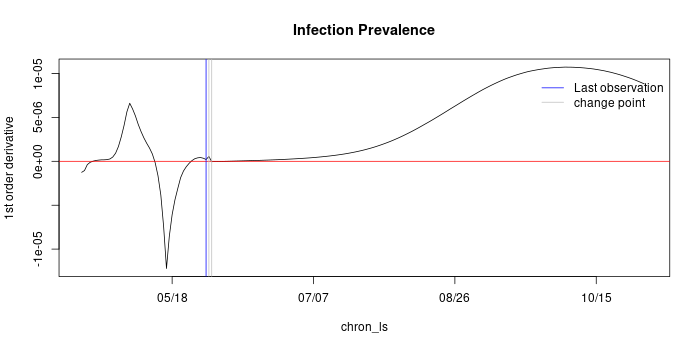 Infection Prevalence
1st order derivative
1e-05
5e-06
0e+00
-1e-05
Last observation
change point
05/18
07/07
08/26
10/15
chron_ls